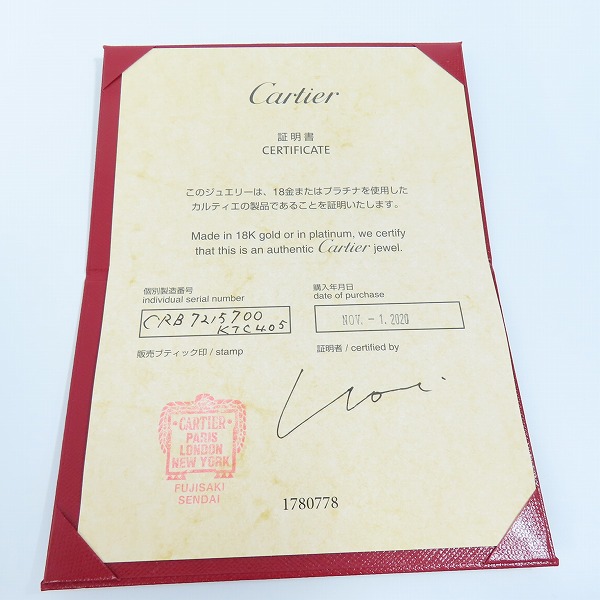 Cartier
証明書
CERTIFICATE
このジュエリーは、18金またはプラチナを使用した
カルティエの製品であることを証明いたします。
Made in 18K gold or in platinum, we certify
that this is an authentic Cartier jewel.
個別製造番号
individual serial number
CRB7215700
KTC405
購入年月日
date of purchase
NOV. -1. 2020
販売ブティック印 / stamp
証明者 / certified by
CARTIER
PARIS
LONDON
NEW YORK
FUJISAKI
SENDAI
1780778